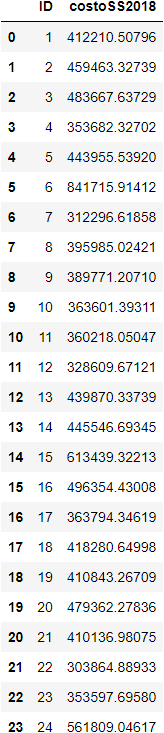 ID costoSS2018
0 1 412210.50796
1 2 459463.32739
2 3 483667.63729
3 4 353682.32702
4 5 443955.53920
5 6 841715.91412
6 7 312296.61858
7 8 395985.02421
8 9 389771.20710
9 10 363601.39311
10 11 360218.05047
11 12 328609.67121
12 13 439870.33739
13 14 445546.69345
14 15 613439.32213
15 16 496354.43008
16 17 363794.34619
17 18 418280.64998
18 19 410843.26709
19 20 479362.27836
20 21 410136.98075
21 22 303864.88933
22 23 353597.69580
23 24 561809.04617